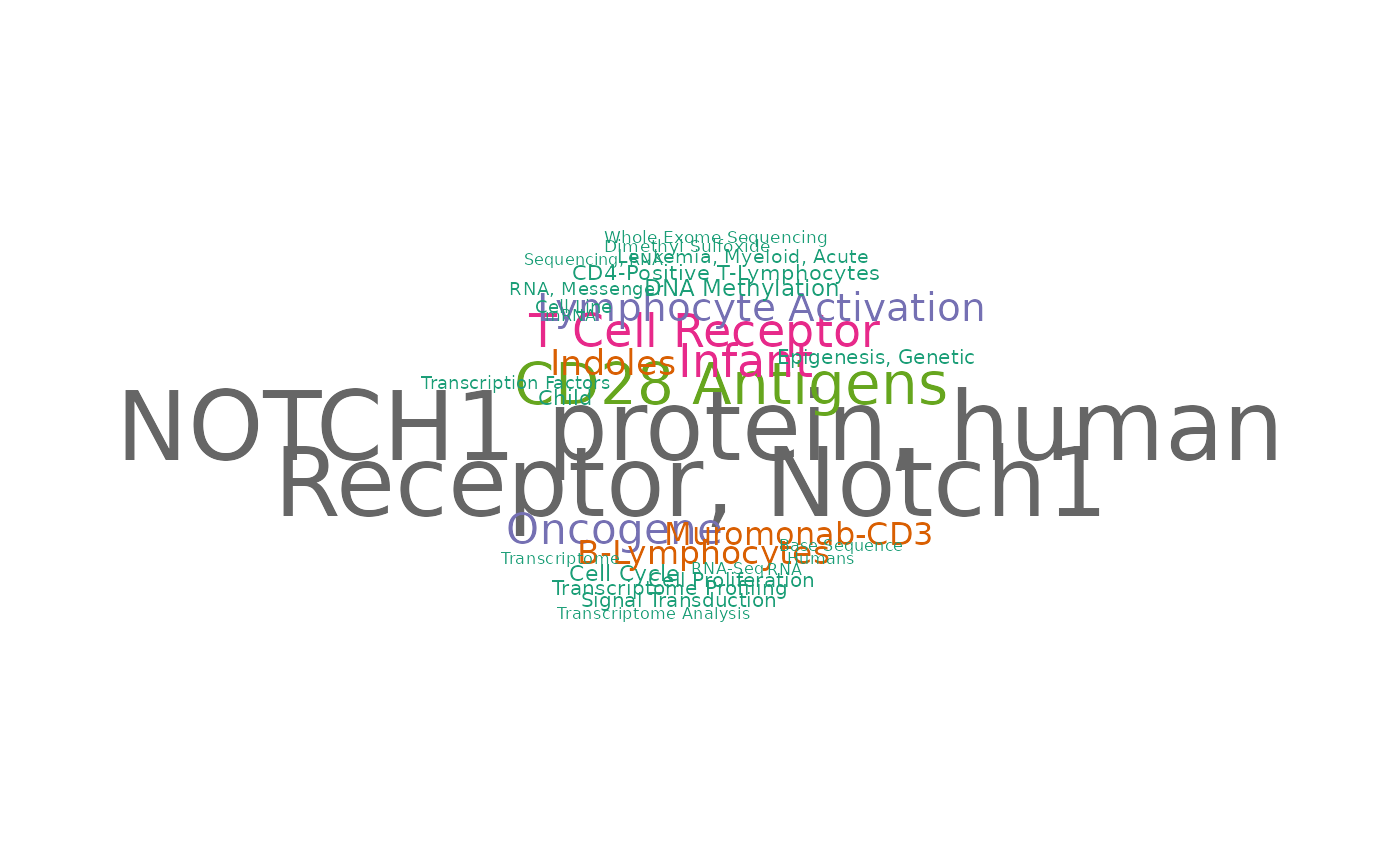 Whole Exome Sequencing
Dimethyl Sulfoxide
Sequencing, RNA
Leukemia, Myeloid, Acute
CD4-Positive T-Lymphocytes
RNA, Messenger
DNA Methylation
Cell Line
Lymphocyte Activation
mRNA
T Cell Receptor
Indoles
Infant
Epigenesis, Genetic
Transcription Factors
CD28 Antigens
Child
NOTCH1 protein, human
Receptor, Notch1
Oncogene
Muromonab-CD3
Base Sequence
B-Lymphocytes
Transcriptome
Humans
Cell Cycle
RNA-Seq
RNA
Cell Proliferation
Transcriptome Profiling
Signal Transduction
Transcriptome Analysis